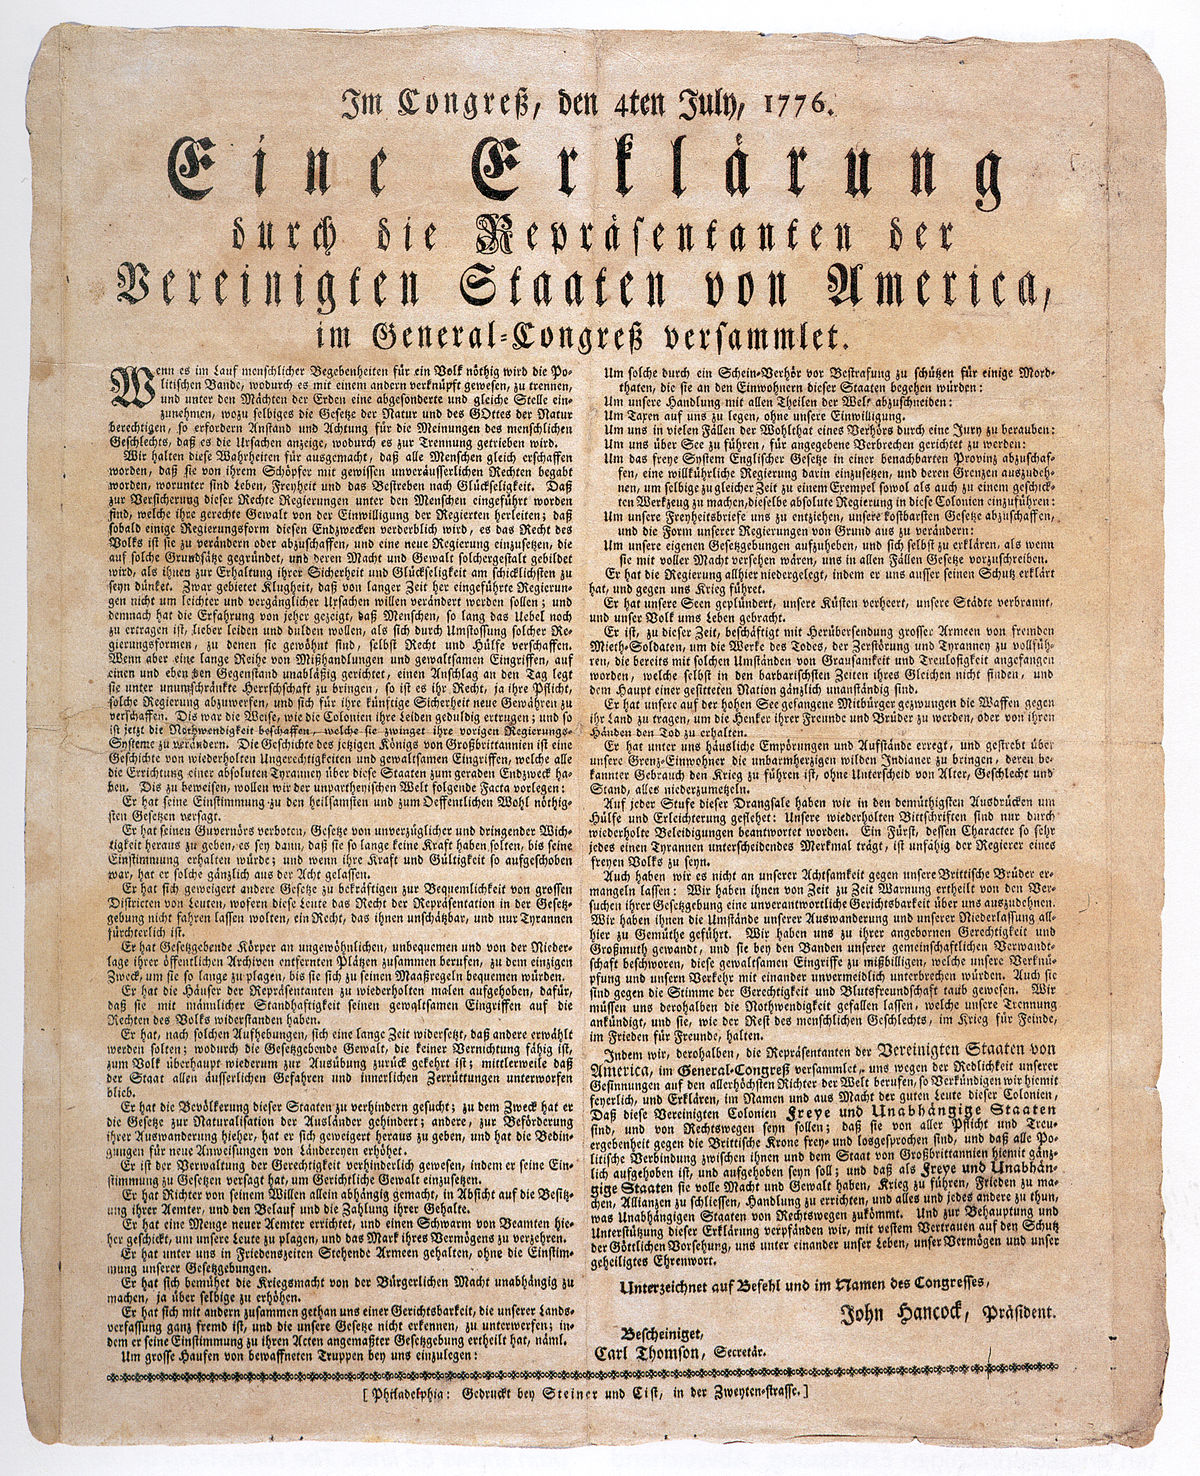 Im Congreß, den 4ten July, 1776.
Eine Erklärung
durch die Repräsentanten der
Vereinigten Staaten von America,
im General-Congreß versammlet.
Wenn es im Lauf menschlicher Begebenheiten für ein Volk nöthig wird die Po-
litischen Bande, wodurch es mit einem andern verknüpft gewesen, zu trennen,
und unter den Mächten der Erden eine abgesonderte und gleiche Stelle ein-
zunehmen, wozu selbiges die Gesetze der Natur und des GOttes der Natur
berechtigen, so erfordern Anstand und Achtung für die Meinungen des menschlichen
Geschlechts, daß es die Ursachen anzeige, wodurch es zur Trennung getrieben wird.
Wir halten diese Wahrheiten für ausgemacht, daß alle Menschen gleich erschaffen
worden, daß sie von ihrem Schöpfer mit gewissen unveräusserlichen Rechten begabt
worden, worunter sind Leben, Freyheit und das Bestreben nach Glückseligkeit. Daß
zur Versicherung dieser Rechte Regierungen unter den Menschen eingeführt worden
sind, welche ihre gerechte Gewalt von der Einwilligung der Regierten herleiten; daß
sobald einige Regierungsform diesen Endzwecken verderblich wird, es das Recht des
Volks ist sie zu verändern oder abzuschaffen, und eine neue Regierung einzusetzen, die
auf solche Grundsätze gegründet, und deren Macht und Gewalt solchergestalt gebildet
wird, als ihnen zur Erhaltung ihrer Sicherheit und Glückseligkeit am schicklichsten zu
seyn dünket. Zwar gebietet Klugheit, daß von langer Zeit her eingeführte Regierun-
gen nicht um leichter und vergänglicher Ursachen willen verändert werden sollen; und
demnach hat die Erfahrung von jeher gezeigt, daß Menschen, so lang das Uebel noch
zu ertragen ist, lieber leiden und dulden wollen, als sich durch Umstossung solcher Re-
gierungsformen, zu denen sie gewöhnt sind, selbst Recht und Hülfe verschaffen.
Wenn aber eine lange Reihe von Mißhandlungen und gewaltsamen Eingriffen, auf
einen und eben den Gegenstand unabläßig gerichtet, einen Anschlag an den Tag legt
sie unter unumschränkte Herrschschaft zu bringen, so ist es ihr Recht, ja ihre Pflicht,
solche Regierung abzuwerfen, und sich für ihre künftige Sicherheit neue Gewähren zu
verschaffen. Dis war die Weise, wie die Colonien ihre Leiden geduldig ertrugen; und so
ist jetzt die Nothwendigkeit beschaffen, welche sie zwinget ihre vorigen Regierungs-
Systeme zu verändern. Die Geschichte des jetzigen Königs von Großbrittannien ist eine
Geschichte von wiederholten Ungerechtigkeiten und gewaltsamen Eingriffen, welche alle
die Errichtung einer absoluten Tyranney über diese Staaten zum geraden Endzweck ha-
ben. Dis zu beweisen, wollen wir der unpartheyischen Welt folgende Facta vorlegen:
Er hat seine Einstimmung zu den heilsamsten und zum Oeffentlichen Wohl nöthig-
sten Gesetzen versagt.
Er hat seinen Guvernörs verboten, Gesetze von unverzüglicher und dringender Wich-
tigkeit heraus zu geben, es sey dann, daß sie so lange keine Kraft haben solten, bis seine
Einstimmung erhalten würde; und wenn ihre Kraft und Gültigkeit so aufgeschoben
war, hat er solche gänzlich aus der Acht gelassen.
Er hat sich geweigert andere Gesetze zu bekräftigen zur Bequemlichkeit von grossen
Districten von Leuten, wofern diese Leute das Recht der Repräsentation in der Gesetz-
gebung nicht fahren lassen wolten, ein Recht, das ihnen unschätzbar, und nur Tyrannen
fürchterlich ist.
Er hat Gesetzgebende Körper an ungewöhnlichen, unbequemen und von der Nieder-
lage ihrer öffentlichen Archiven entfernten Plätzen zusammen berufen, zu dem einzigen
Zweck, um sie so lange zu plagen, bis sie sich zu seinen Maaßregeln bequemen würden.
Er hat die Häuser der Repräsentanten zu wiederholten malen aufgehoben, dafür,
daß sie mit männlicher Standhaftigkeit seinen gewaltsamen Eingriffen auf die
Rechten des Volks widerstanden haben.
Er hat, nach solchen Aufhebungen, sich eine lange Zeit widersetzt, daß andere erwählt
werden solten; wodurch die Gesetzgebende Gewalt, die keiner Vernichtung fähig ist,
zum Volk überhaupt wiederum zur Ausübung zurück gekehrt ist; mittlerweile daß
der Staat allen äusserlichen Gefahren und innerlichen Zerrüttungen unterworfen
blieb.
Er hat die Bevölkerung dieser Staaten zu verhindern gesucht; zu dem Zweck hat er
die Gesetze zur Naturalisation der Ausländer gehindert; andere, zur Beförderung
ihrer Auswanderung hieher, hat er sich geweigert heraus zu geben, und hat die Bedin-
gungen für neue Anweisungen von Ländereyen erhöhet.
Er ist der Verwaltung der Gerechtigkeit verhinderlich gewesen, indem er seine Ein-
stimmung zu Gesetzen versagt hat, um Gerichtliche Gewalt einzusetzen.
Er hat Richter von seinem Willen allein abhängig gemacht, in Absicht auf die Besitz-
ung ihrer Aemter, und den Belauf und die Zahlung ihrer Gehalte.
Er hat eine Menge neuer Aemter errichtet, und einen Schwarm von Beamten hie-
her geschickt, um unsere Leute zu plagen, und das Mark ihres Vermögens zu verzehren.
Er hat unter uns in Friedenszeiten Stehende Armeen gehalten, ohne die Einstim-
mung unserer Gesetzgebungen.
Er hat sich bemühet die Kriegsmacht von der Bürgerlichen Macht unabhängig zu
machen, ja über selbige zu erhöhen.
Er hat sich mit andern zusammen gethan uns einer Gerichtsbarkeit, die unserer Lands-
verfassung ganz fremd ist, und die unsere Gesetze nicht erkennen, zu unterwerfen; in-
dem er seine Einstimmung zu ihren Acten angemaßter Gesetzgebung ertheilt hat, näml.
Um grosse Haufen von bewaffneten Truppen bey uns einzulegen:
Um solche durch ein Schein-Verhör vor Bestrafung zu schützen für einige Mord-
thaten, die sie an den Einwohnern dieser Staaten begehen würden:
Um unsere Handlung mit allen Theilen der Welt abzuschneiden:
Um Taxen auf uns zu legen, ohne unsere Einwilligung.
Um uns in vielen Fällen der Wohlthat eines Verhörs durch eine Jury zu berauben:
Um uns über See zu führen, für angegebene Verbrechen gerichtet zu werden:
Um das freye System Englischer Gesetze in einer benachbarten Provinz abzuschaf-
fen, eine willkührliche Regierung darin einzusetzen, und deren Grenzen auszudeh-
nen, um selbige zu gleicher Zeit zu einem Exempel sowol als auch zu einem geschick-
ten Werkzeug zu machen, dieselbe absolute Regierung in diese Colonien einzuführen:
Um unsere Freyheitsbriefe uns zu entziehen, unsere kostbarsten Gesetze abzuschaffen,
und die Form unserer Regierungen von Grund aus zu verändern:
Um unsere eigenen Gesetzgebungen aufzuheben, und sich selbst zu erklären, als wenn
sie mit voller Macht versehen wären, uns in allen Fällen Gesetze vorzuschreiben.
Er hat die Regierung allhier niedergelegt, indem er uns ausser seinen Schutz erklärt
hat, und gegen uns Krieg führet.
Er hat unsere Seen geplündert, unsere Küsten verheert, unsere Städte verbrannt,
und unser Volk ums Leben gebracht.
Er ist, zu dieser Zeit, beschäftigt mit Herübersendung grosser Armeen von fremden
Mieth-Soldaten, um die Werke des Todes, der Zerstörung und Tyranney zu vollfüh-
ren, die bereits mit solchen Umständen von Grausamkeit und Treulosigkeit angefangen
worden, welche selbst in den barbarischsten Zeiten ihres Gleichen nicht finden, und
dem Haupt einer gesitteten Nation gänzlich unanständig sind.
Er hat unsere auf der hohen See gefangene Mitbürger gezwungen die Waffen gegen
ihr Land zu tragen, um die Henker ihrer Freunde und Brüder zu werden, oder von ihren
Händen den Tod zu erhalten.
Er hat unter uns häusliche Empörungen und Aufstände erregt, und gestrebt über
unsere Grenz-Einwohner die unbarmherzigen wilden Indianer zu bringen, deren be-
kannter Gebrauch den Krieg zu führen ist, ohne Unterscheid von Alter, Geschlecht und
Stand, alles niederzumetzeln.
Auf jeder Stufe dieser Drangsale haben wir in den demüthigsten Ausdrücken um
Hülfe und Erleichterung geflehet: Unsere wiederholten Bittschriften sind nur durch
wiederholte Beleidigungen beantwortet worden. Ein Fürst, dessen Character so sehr
jedes einen Tyrannen unterscheidendes Merkmal trägt, ist unfähig der Regierer eines
freyen Volks zu seyn.
Auch haben wir es nicht an unserer Achtsamkeit gegen unsere Brittische Brüder er-
mangeln lassen: Wir haben ihnen von Zeit zu Zeit Warnung ertheilt von den Ver-
suchen ihrer Gesetzgebung eine unverantwortliche Gerichtsbarkeit über uns auszudehnen.
Wir haben ihnen die Umstände unserer Auswanderung und unserer Niederlassung all-
hier zu Gemüthe geführt. Wir haben uns zu ihrer angebornen Gerechtigkeit und
Großmuth gewandt, und sie bey den Banden unserer gemeinschaftlichen Verwandt-
schaft beschworen, diese gewaltsamen Eingriffe zu mißbilligen, welche unsere Verknü-
pfung und unsern Verkehr mit einander unvermeidlich unterbrechen würden. Auch sie
sind gegen die Stimme der Gerechtigkeit und Blutsfreundschaft taub gewesen. Wir
müssen uns derohalben die Nothwendigkeit gefallen lassen, welche unsere Trennung
ankündigt, und sie, wie der Rest des menschlichen Geschlechts, im Krieg für Feinde,
im Frieden für Freunde, halten.
Indem wir, derohalben, die Repräsentanten der Vereinigten Staaten von
America, im General-Congreß versammlet, uns wegen der Redlichkeit unserer
Gesinnungen auf den allerhöchsten Richter der Welt berufen, so Verkündigen wir hiemit
feyerlich, und Erklären, im Namen und aus Macht der guten Leute dieser Colonien,
Daß diese Vereinigten Colonien Freye und Unabhängige Staaten
sind, und von Rechtswegen seyn sollen; daß sie von aller Pflicht und Treu-
ergebenheit gegen die Brittische Krone frey- und losgesprochen sind, und daß alle Po-
litische Verbindung zwischen ihnen und dem Staat von Großbrittannien hiemit gänz-
lich aufgehoben ist, und aufgehoben seyn soll; und daß als Freye und Unabhän-
gige Staaten sie volle Macht und Gewalt haben, Krieg zu führen, Frieden zu ma-
chen, Allianzen zu schliessen, Handlung zu errichten, und alles und jedes andere zu thun,
was Unabhängigen Staaten von Rechtswegen zukömmt. Und zur Behauptung und
Unterstützung dieser Erklärung verpfänden wir, mit vestem Vertrauen auf den Schutz
der Göttlichen Vorsehung, uns unter einander unser Leben, unser Vermögen und unser
geheiligtes Ehrenwort.
Unterzeichnet auf Befehl und im Namen des Congresses,
John Hancock, Präsident.
Bescheiniget,
Carl Thomson, Secretär.
[Philadelphia: Gedruckt bey Steiner und Cist, in der Zweyten-strasse.]